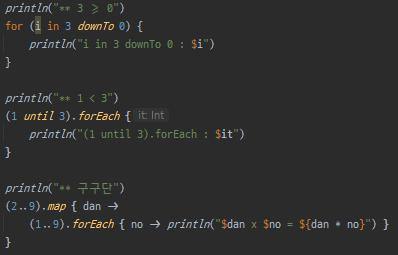 println("** 3 ≥ 0")
for (i in 3 downTo 0) {
    println("i in 3 downTo 0 : $i")
}

println("** 1 < 3")
(1 until 3).forEach { it: Int
    println("(1 until 3).forEach : $it")
}

println("** 구구단")
(2..9).map { dan →
    (1..9).forEach { no → println("$dan x $no = ${dan * no}") }
}